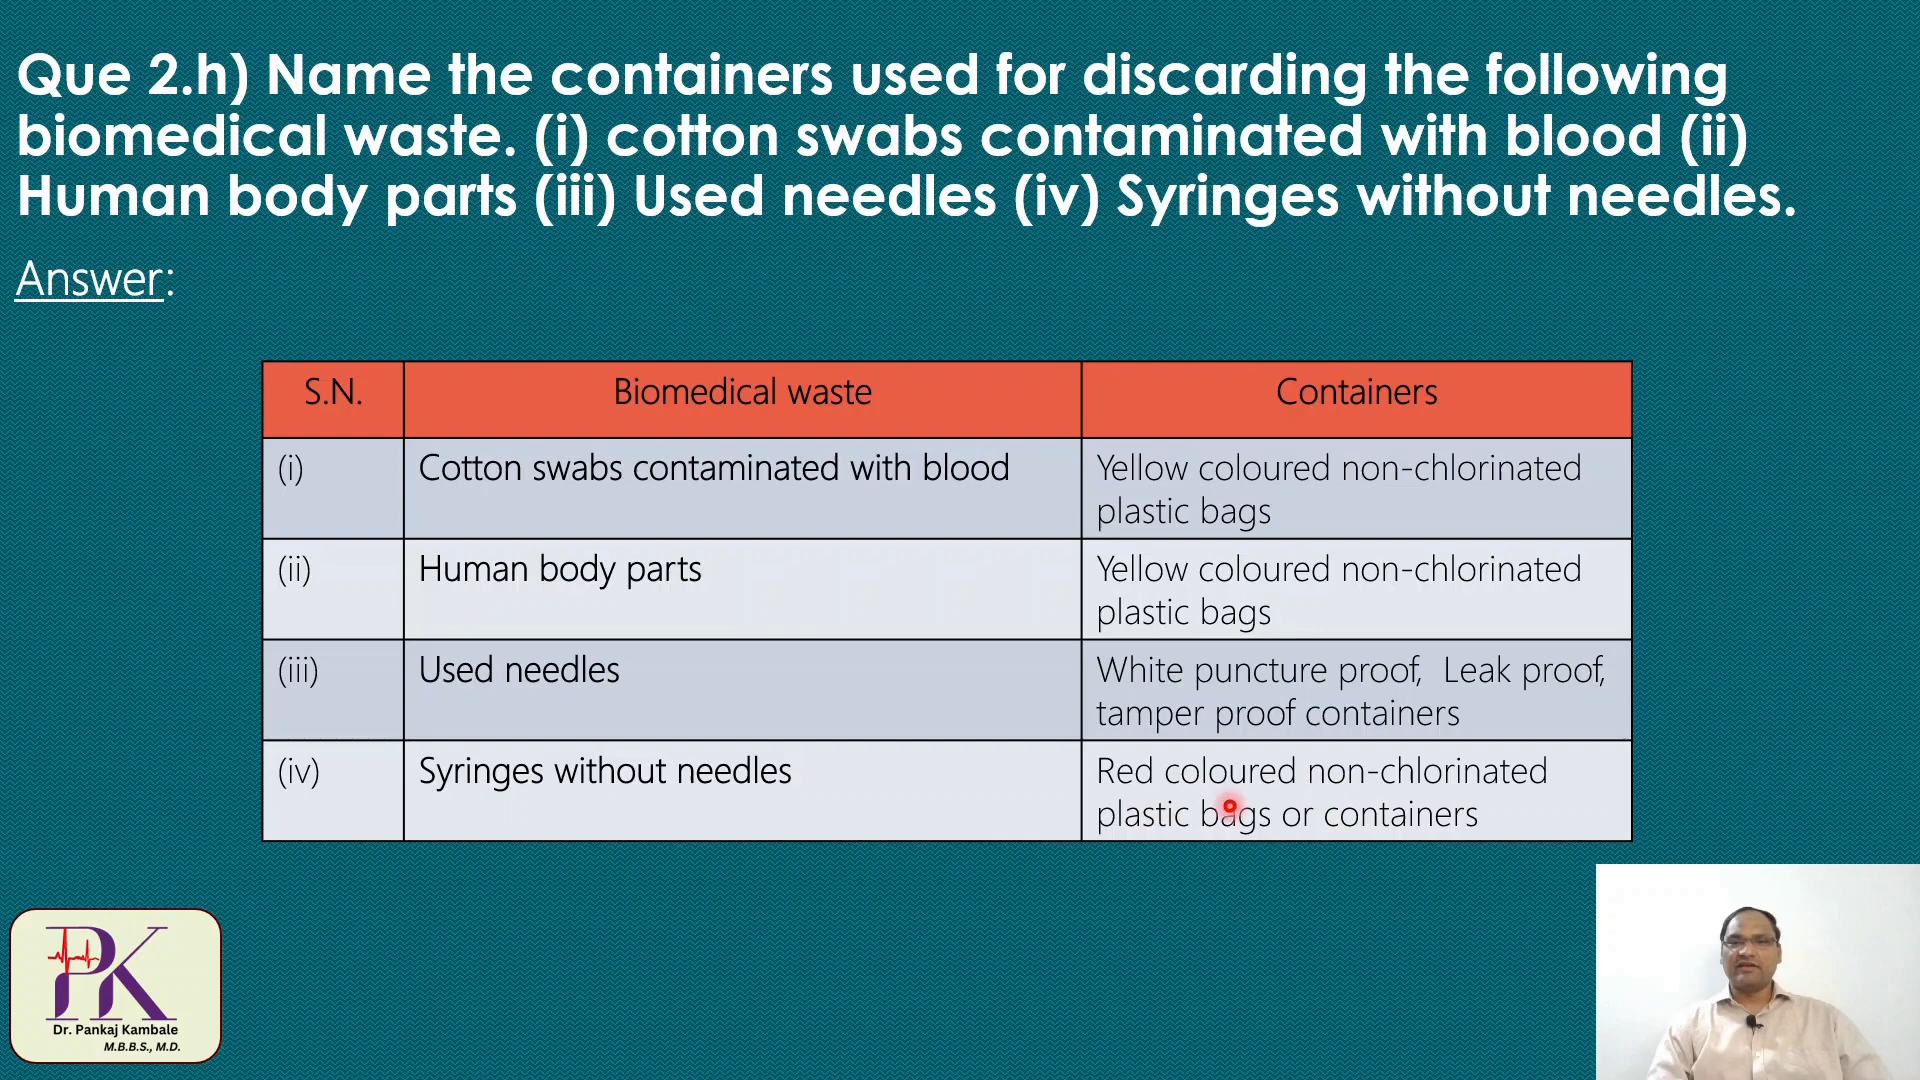 Que 2.h) Name the containers used for discarding the following
biomedical waste. (i) cotton swabs contaminated with blood (ii)
Human body parts (iii) Used needles (iv) Syringes without needles.
Answer:
S.N. Biomedical waste Containers
(i) Cotton swabs contaminated with blood Yellow coloured non-chlorinated
plastic bags
(ii) Human body parts Yellow coloured non-chlorinated
plastic bags
(iii) Used needles White puncture proof, Leak proof,
tamper proof containers
(iv) Syringes without needles Red coloured non-chlorinated
plastic bags or containers
PK
Dr. Pankaj Kambale
M.B.B.S., M.D.